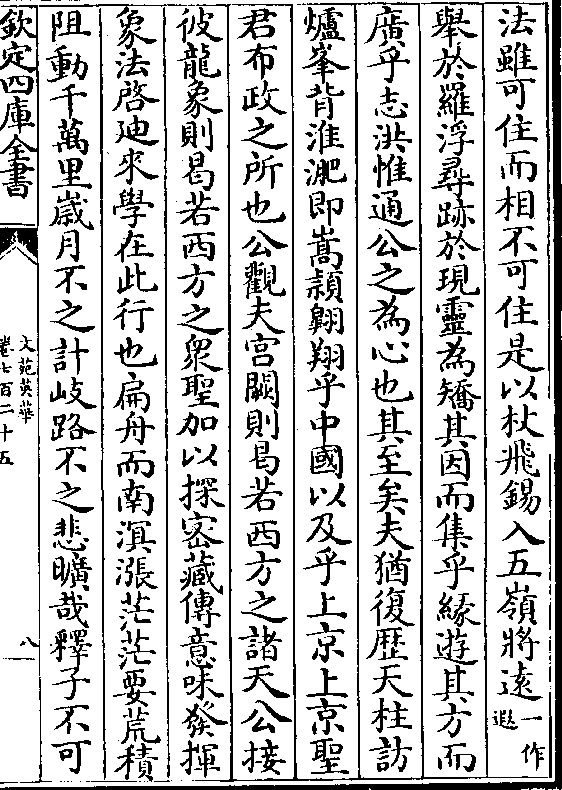 法雖可住而相不可住是以杖飛錫入五嶺將遠一作遐
舉於羅浮尋跡於現靈為矯其因而集乎緣遊其方而
廣乎志洪惟通公之為心也其至矣夫猶復歷天柱訪
爐峯背淮淝即嵩潁翺翔乎中國以及乎上京上京聖
君布政之所也公觀夫宮闕則曷若西方之諸天公接
彼龍象則曷若西方之衆聖加以探密藏傳意味發揮
象法啓迪來學在此行也扁舟而南溟漲茫茫要荒積
阻動千萬里歲月不之計岐路不之悲曠哉釋子不可
欽定四庫全書
文苑英華
卷七百二十五
八